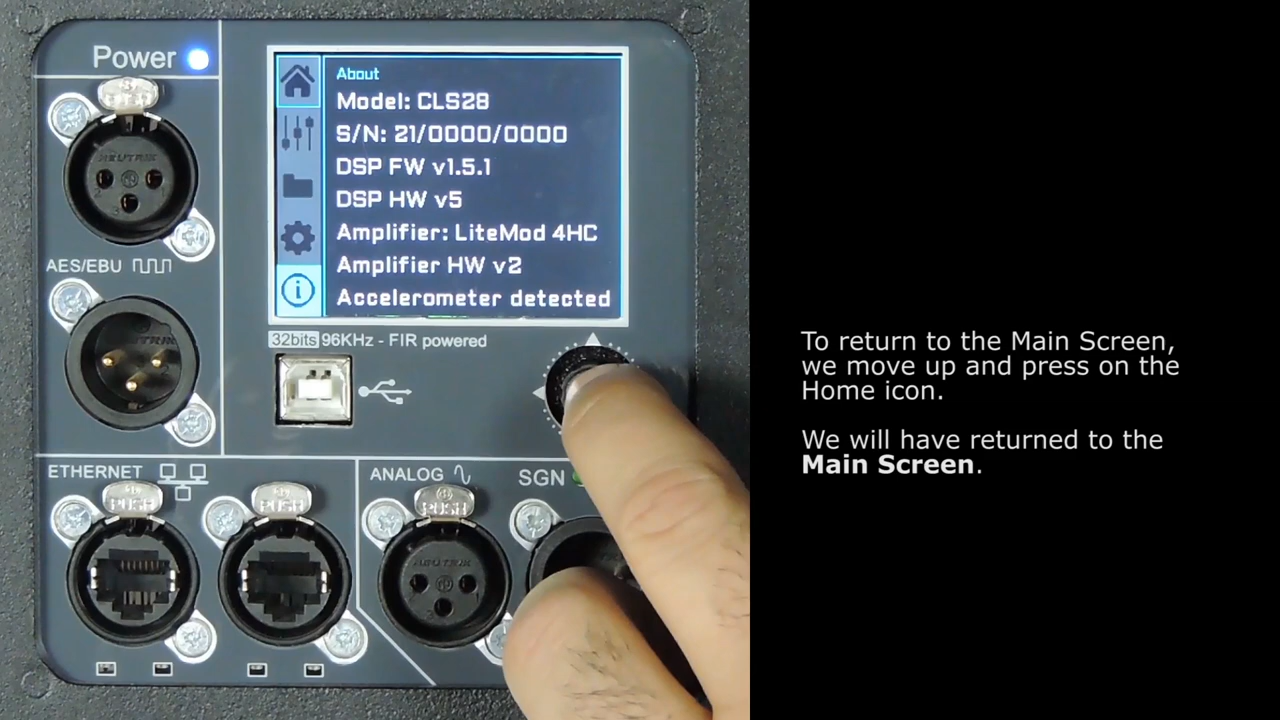 Power
PUSH
NEUTRIK
AES/EBU
About
Model: CLS28
S/N: 21/0000/0000
DSP FW v1.5.1
DSP HW v5
Amplifier: LiteMod 4HC
Amplifier HW v2
Accelerometer detected
32bits 96KHz - FIR powered
ETHERNET
ANALOG
SGN
PUSH
PUSH
PUSH
To return to the Main Screen,
we move up and press on the
Home icon.
We will have returned to the
Main Screen.